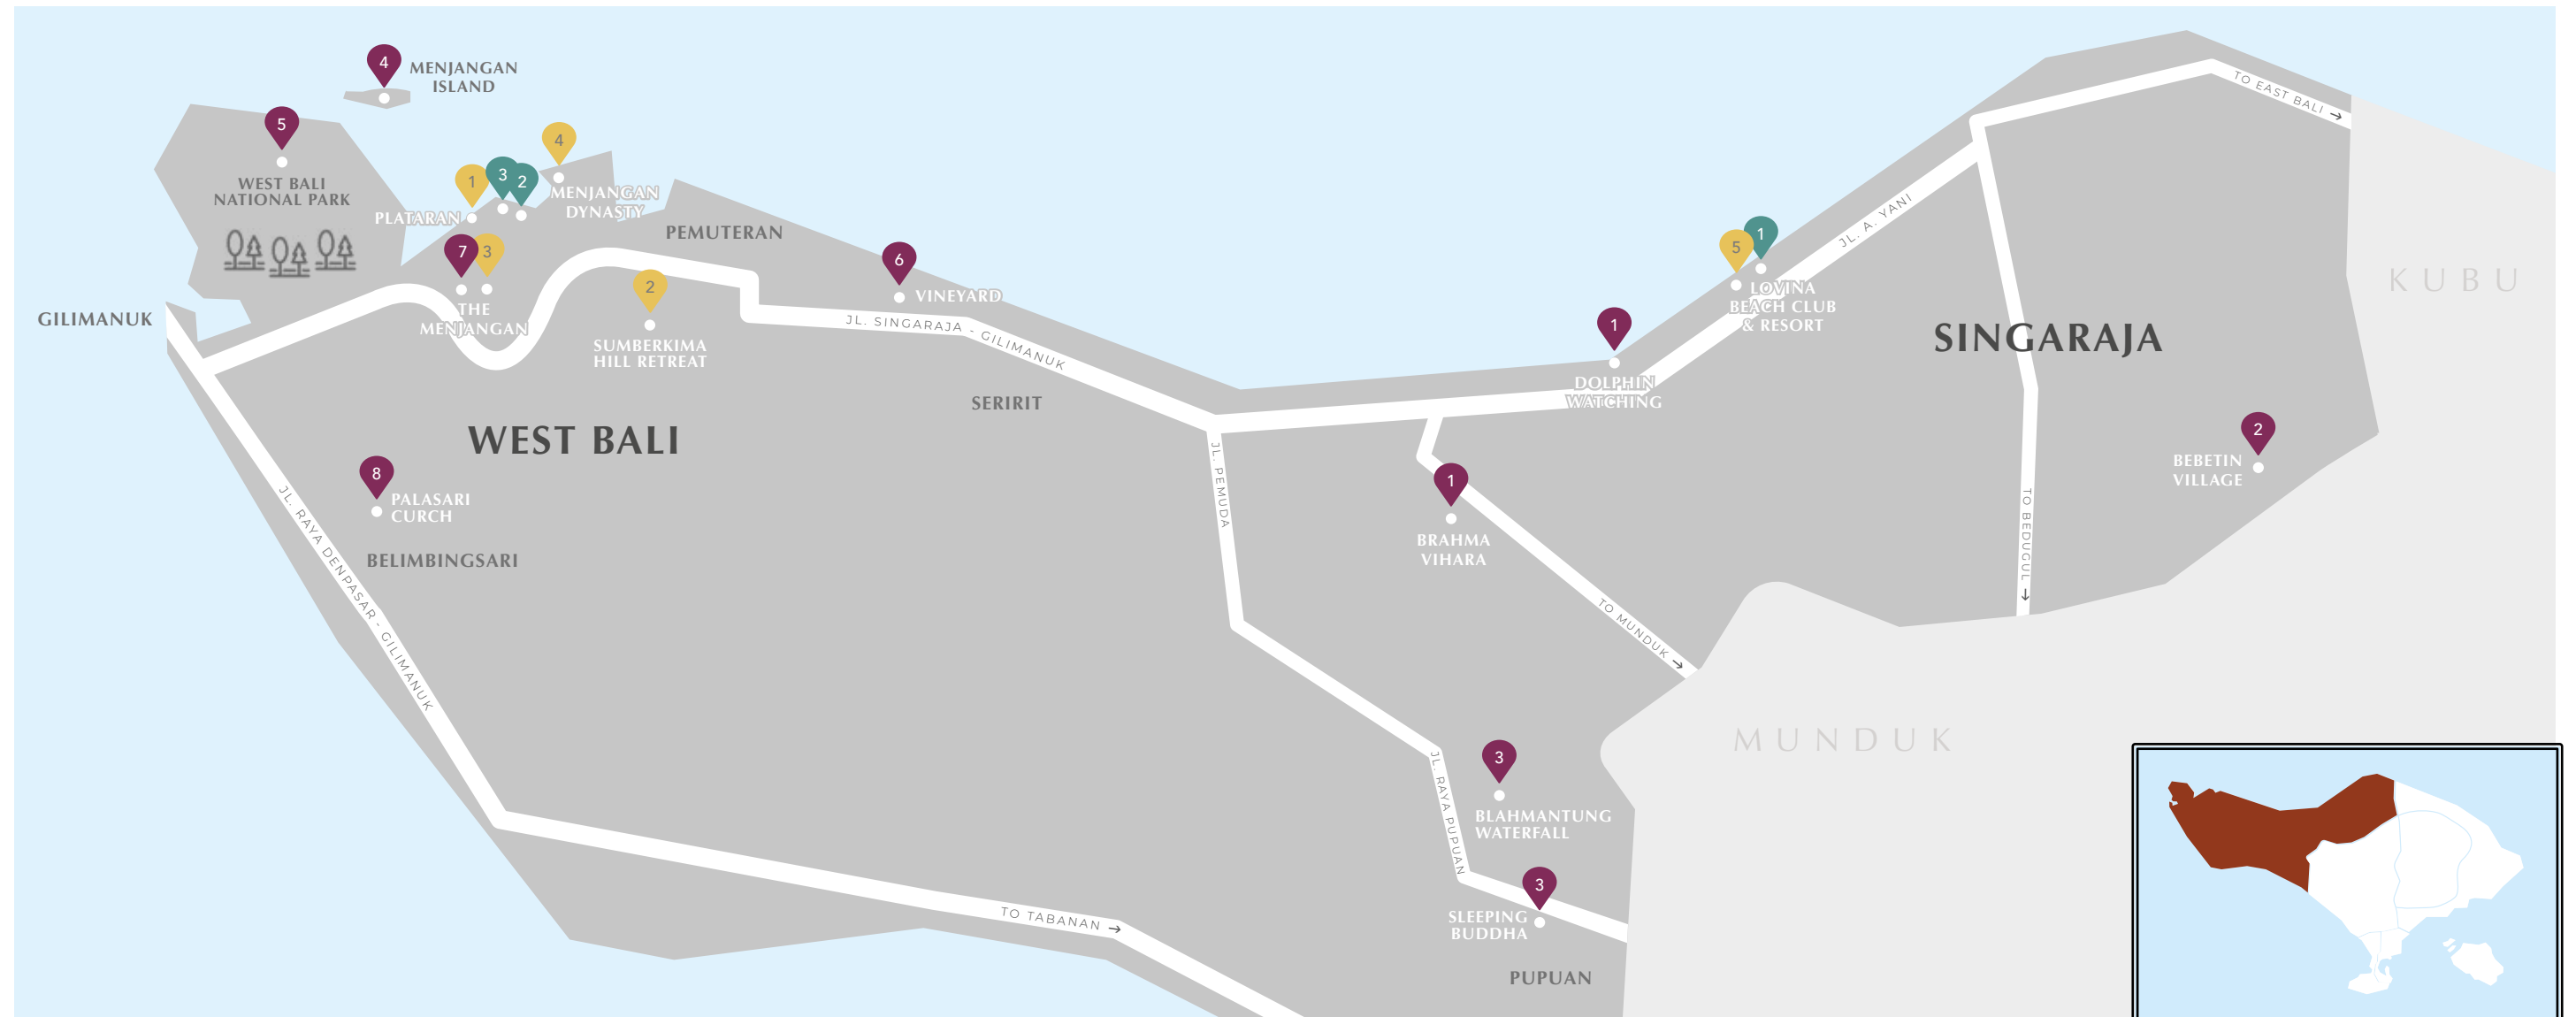 4
MENJANGAN
ISLAND
5
WEST BALI
NATIONAL PARK
4
MENJANGAN
DYNASTY
1
3
2
PLATARAN
7
3
THE
MENJANGAN
PEMUTERAN
2
SUMBERKIMA
HILL RETREAT
6
VINEYARD
GILIMANUK
JL. SINGARAJA - GILIMANUK
SERIRIT
WEST BALI
8
PALASARI
CURCH
BELIMBINGSARI
JL. RAYA DENPASAR - GILIMANUK
TO TABANAN →
JL. PEMUDA
1
DOLPHIN
WATCHING
5
1
LOVINA
BEACH CLUB
& RESORT
JL. A. YANI
TO EAST BALI →
SINGARAJA
KUBU
2
BEBETIN
VILLAGE
TO BEDUGUL →
1
BRAHMA
VIHARA
TO MUNDUK →
MUNDUK
JL. RAYA PUPUAN
3
BLAHMANTUNG
WATERFALL
3
SLEEPING
BUDDHA
PUPUAN